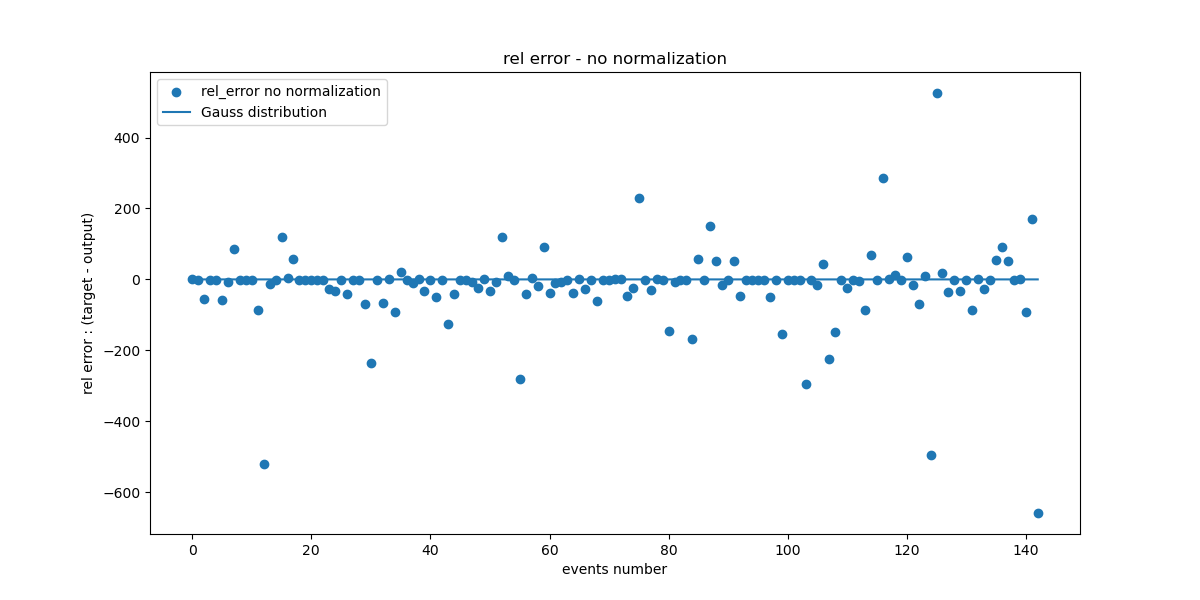 rel error - no normalization
rel_error no normalization
Gauss distribution
400
200
0
−200
−400
−600
rel error : (target - output)
0 20 40 60 80 100 120 140
events number